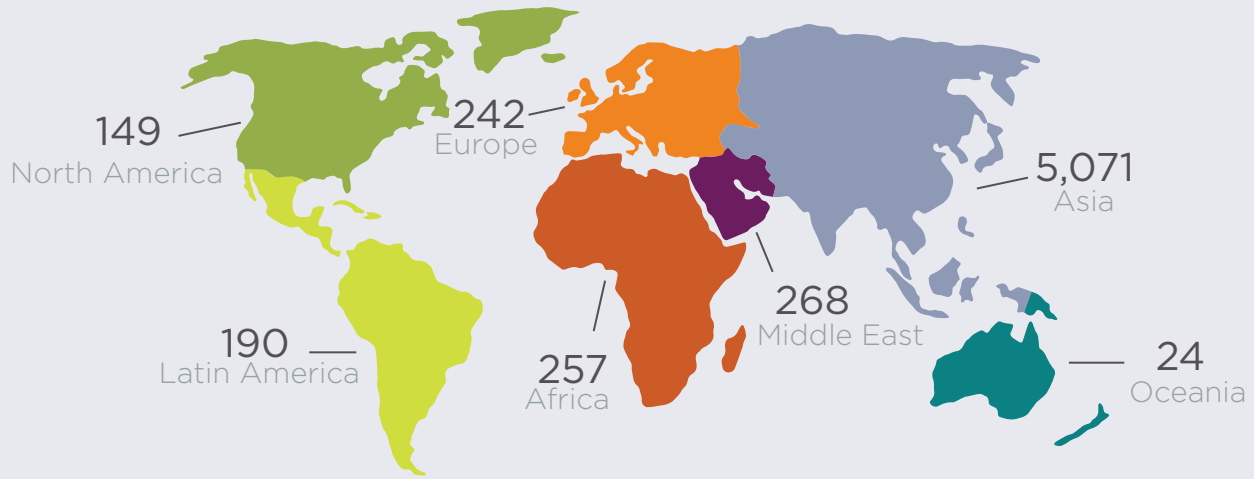 149
North America
242
Europe
5,071
Asia
268
Middle East
190
Latin America
257
Africa
24
Oceania